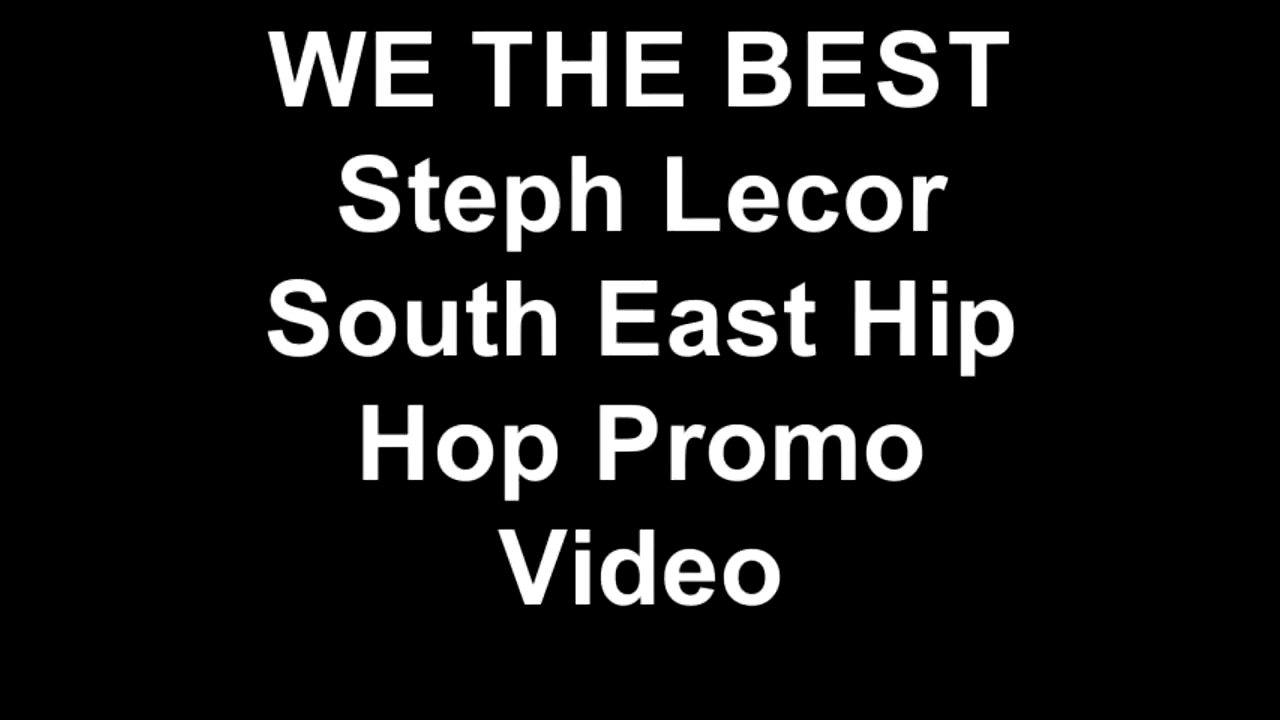 WE THE BEST
Steph Lecor
South East Hip
Hop Promo
Video